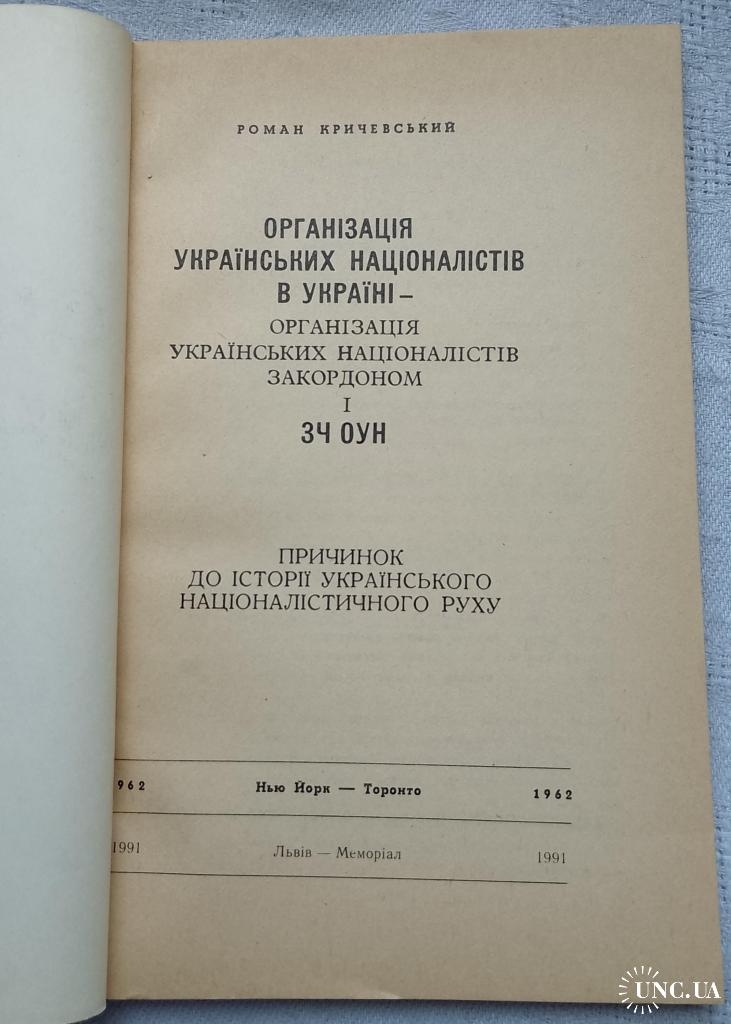 РОМАН КРИЧЕВСЬКИЙ
ОРГАНІЗАЦІЯ
УКРАЇНСЬКИХ НАЦІОНАЛІСТІВ
В УКРАЇНІ –
ОРГАНІЗАЦІЯ
УКРАЇНСЬКИХ НАЦІОНАЛІСТІВ
ЗАКОРДОНОМ
І
ЗЧ ОУН
ПРИЧИНОК
ДО ІСТОРІЇ УКРАЇНСЬКОГО
НАЦІОНАЛІСТИЧНОГО РУХУ
1962 Нью Йорк — Торонто 1962
1991 Львів — Меморіал 1991
UNC.UA